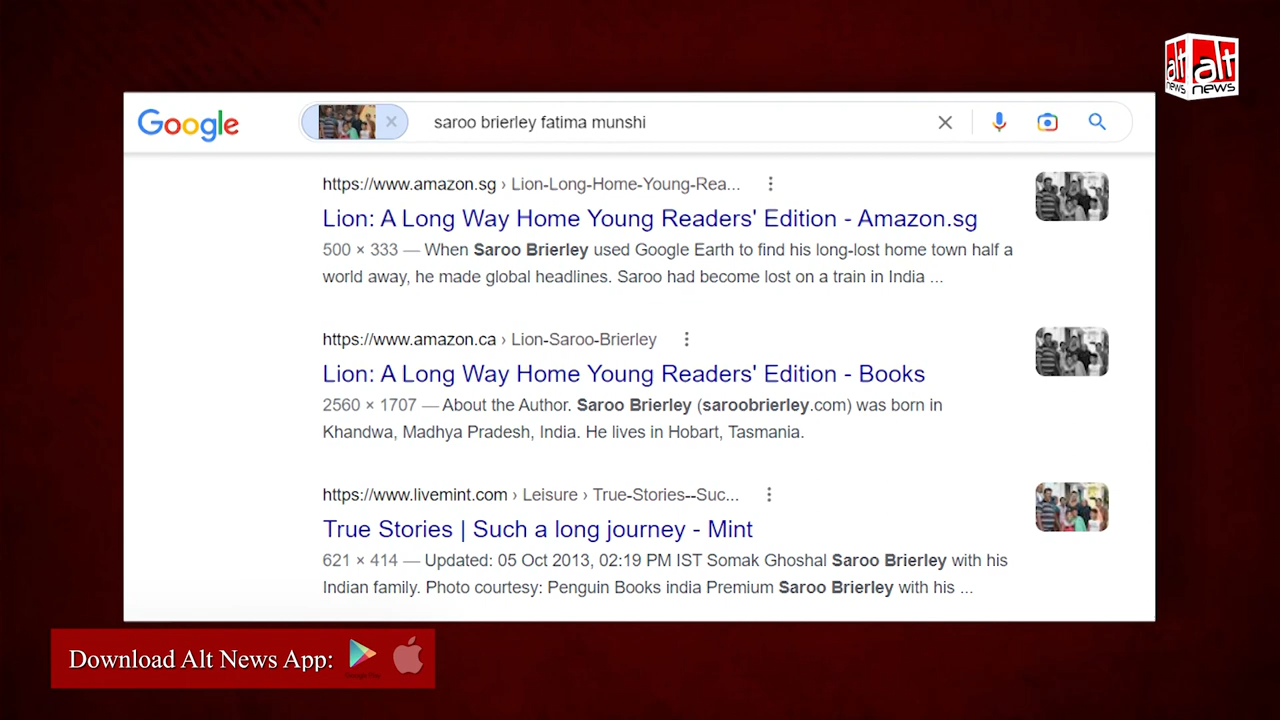 alt
alt
news
news
Google
saroo brierley fatima munshi
https://www.amazon.sg › Lion-Long-Home-Young-Rea...
Lion: A Long Way Home Young Readers' Edition - Amazon.sg
500 × 333 — When Saroo Brierley used Google Earth to find his long-lost home town half a
world away, he made global headlines. Saroo had become lost on a train in India ...
https://www.amazon.ca › Lion-Saroo-Brierley
Lion: A Long Way Home Young Readers' Edition - Books
2560 × 1707 — About the Author. Saroo Brierley (saroobrierley.com) was born in
Khandwa, Madhya Pradesh, India. He lives in Hobart, Tasmania.
https://www.livemint.com › Leisure › True-Stories--Suc...
True Stories | Such a long journey - Mint
621 × 414 — Updated: 05 Oct 2013, 02:19 PM IST Somak Ghoshal Saroo Brierley with his
Indian family. Photo courtesy: Penguin Books india Premium Saroo Brierley with his ...
Download Alt News App:
Google Play